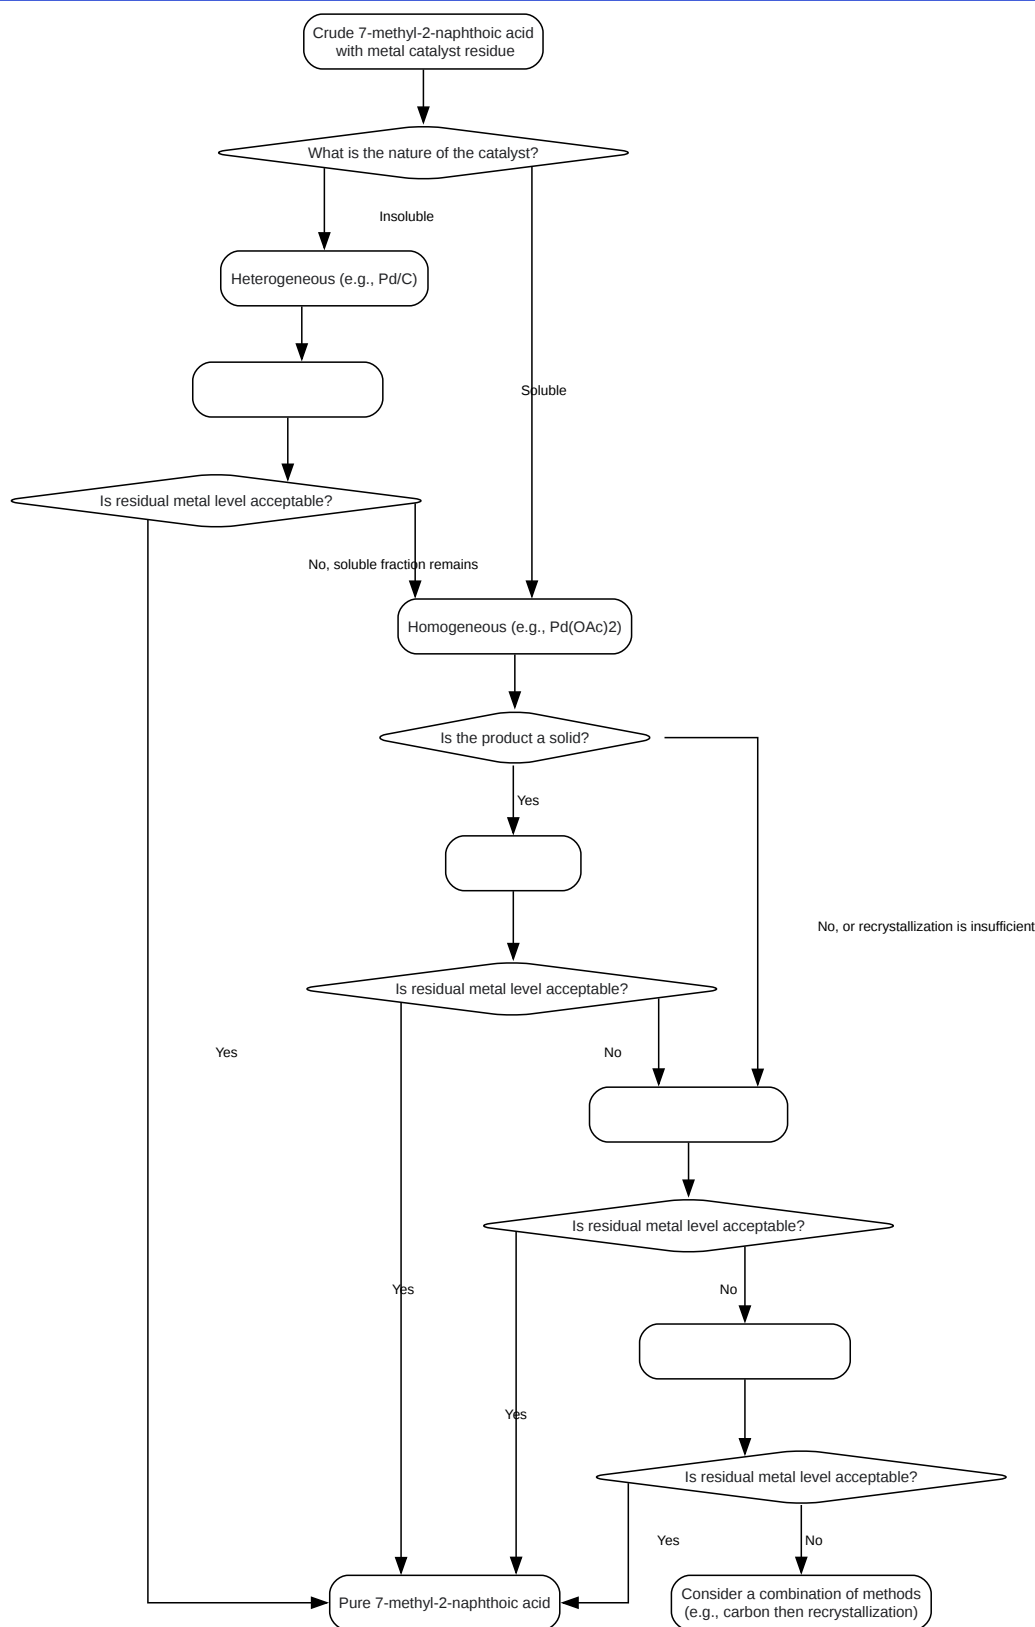 Crude 7-methyl-2-naphthoic acid
with metal catalyst residue
What is the nature of the catalyst?
Insoluble
Heterogeneous (e.g., Pd/C)
Soluble
Is residual metal level acceptable?
No, soluble fraction remains
Homogeneous (e.g., Pd(OAc)2)
Is the product a solid?
Yes
No, or recrystallization is insufficient
Is residual metal level acceptable?
Yes
No
Is residual metal level acceptable?
Yes
No
Yes
Is residual metal level acceptable?
Yes
No
Pure 7-methyl-2-naphthoic acid
Consider a combination of methods
(e.g., carbon then recrystallization)